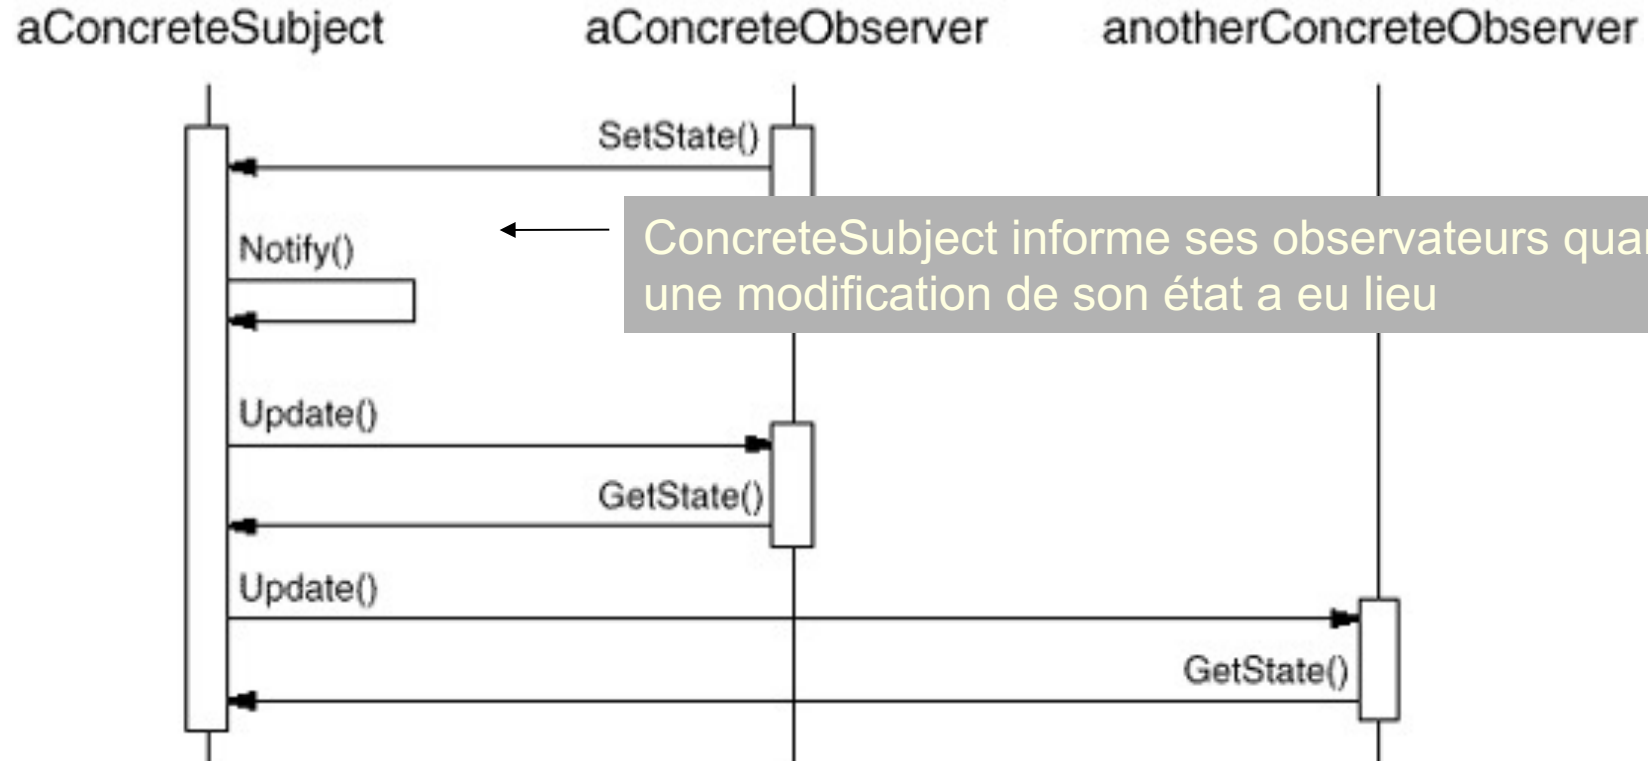 aConcreteSubject aConcreteObserver anotherConcreteObserver
SetState()
Notify()
ConcreteSubject informe ses observateurs
une modification de son état a eu lieu
Update()
GetState()
Update()
GetState()